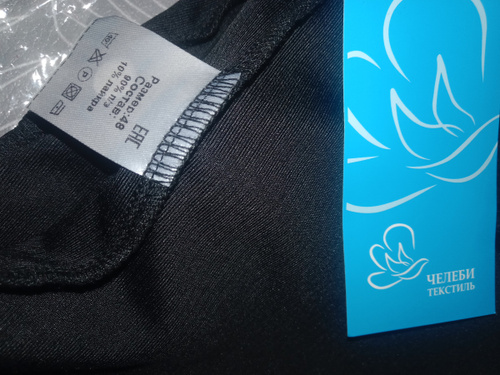 EAC
Размер:48
Состав:
90% п/э
10% лайкра
ЧЕЛЕБИ
ТЕКСТИЛЬ